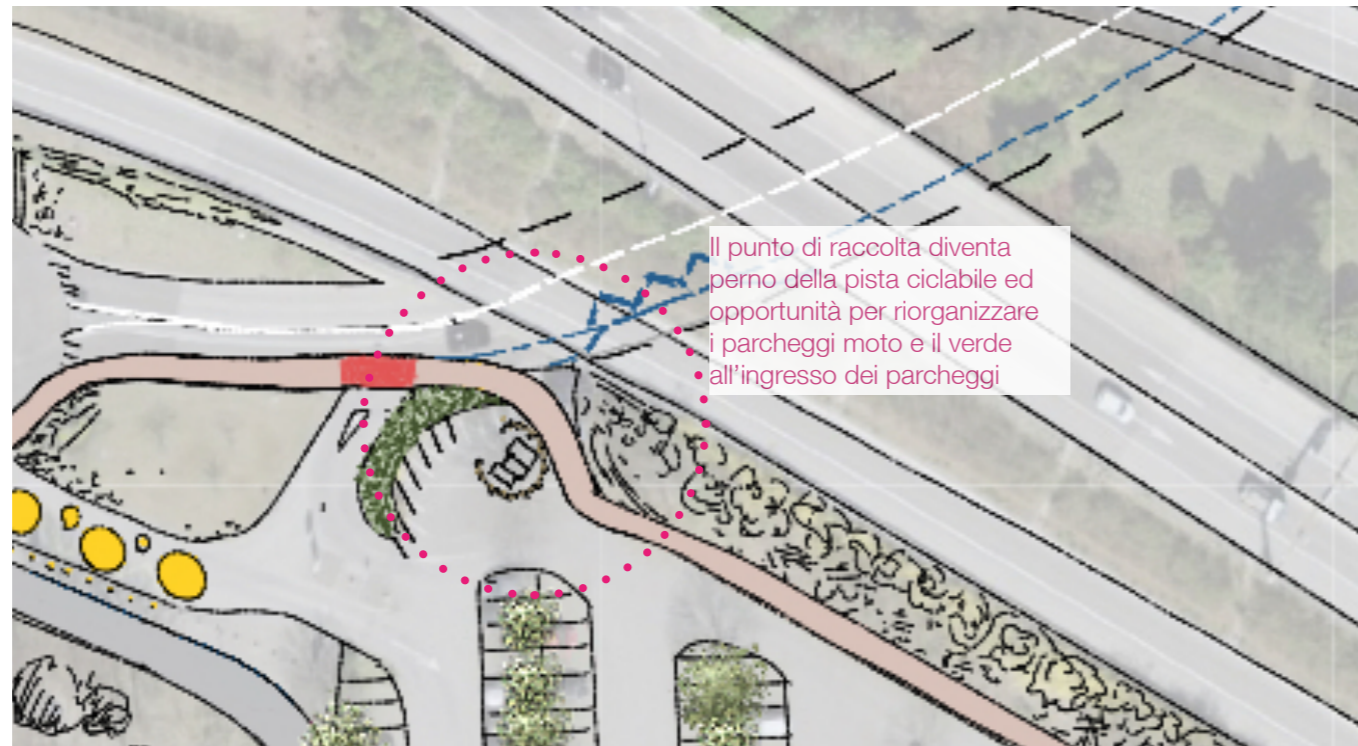 Il punto di raccolta diventa
perno della pista ciclabile ed
opportunità per riorganizzare
i parcheggi moto e il verde
all’ingresso dei parcheggi